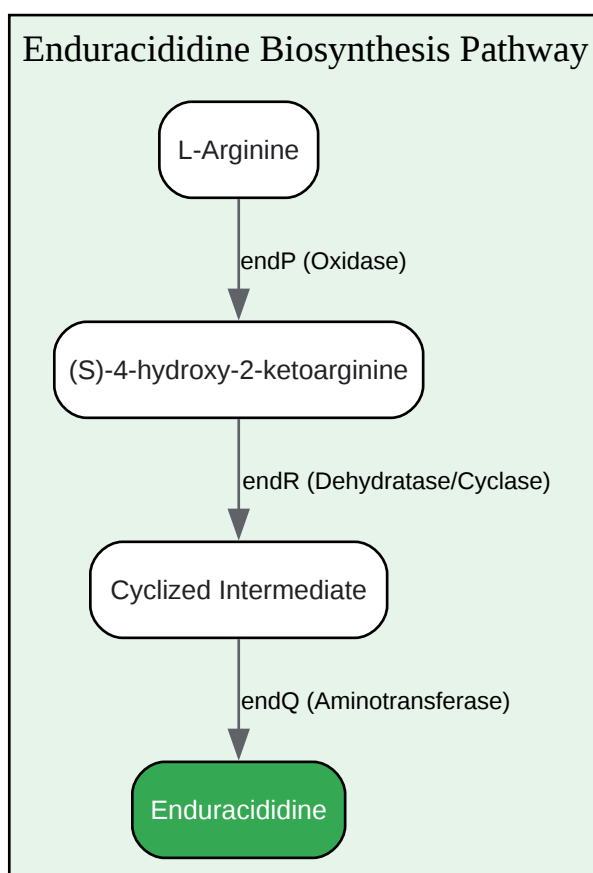 Enduracididine Biosynthesis Pathway
L-Arginine
endP (Oxidase)
(S)-4-hydroxy-2-ketoarginine
endR (Dehydratase/Cyclase)
Cyclized Intermediate
endQ (Aminotransferase)
Enduracididine